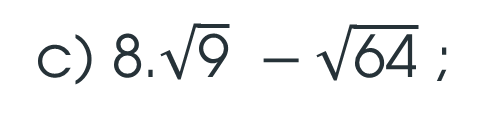 c) 8.√9 − √64 ;